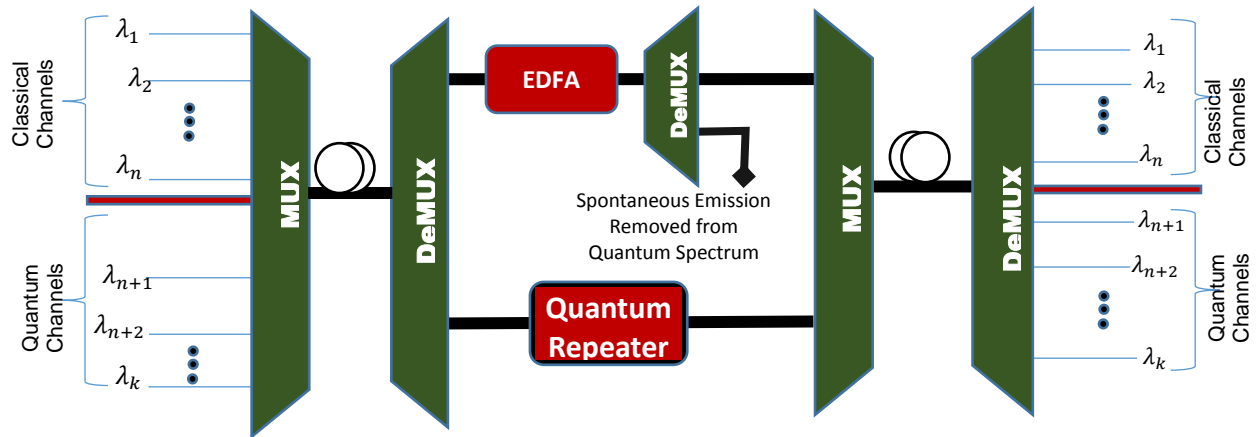 Classical
Channels
λ₁
λ₂
λₙ
Quantum
Channels
λₙ₊₁
λₙ₊₂
λₖ
MUX
DeMUX
EDFA
DeMUX
Spontaneous Emission
Removed from
Quantum Spectrum
Quantum
Repeater
MUX
DeMUX
λ₁
λ₂
λₙ
Classical
Channels
λₙ₊₁
λₙ₊₂
λₖ
Quantum
Channels